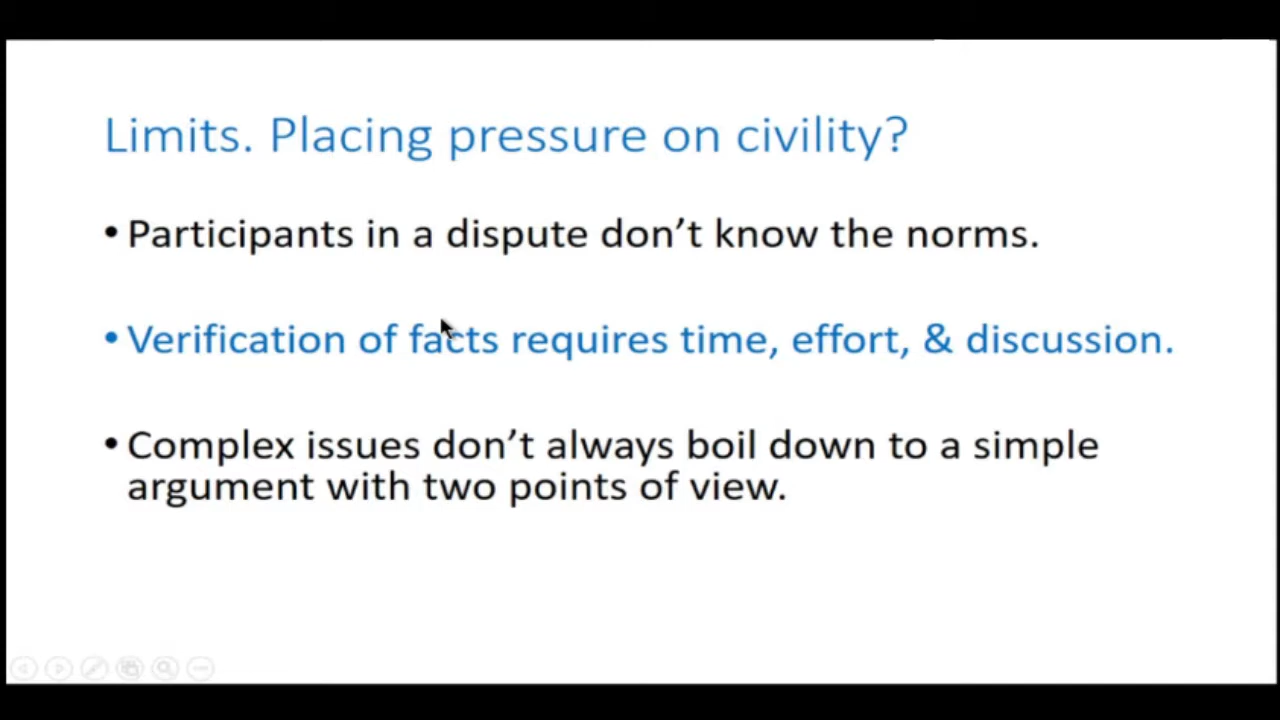 Limits. Placing pressure on civility?
• Participants in a dispute don’t know the norms.
• Verification of facts requires time, effort, & discussion.
• Complex issues don’t always boil down to a simple
argument with two points of view.